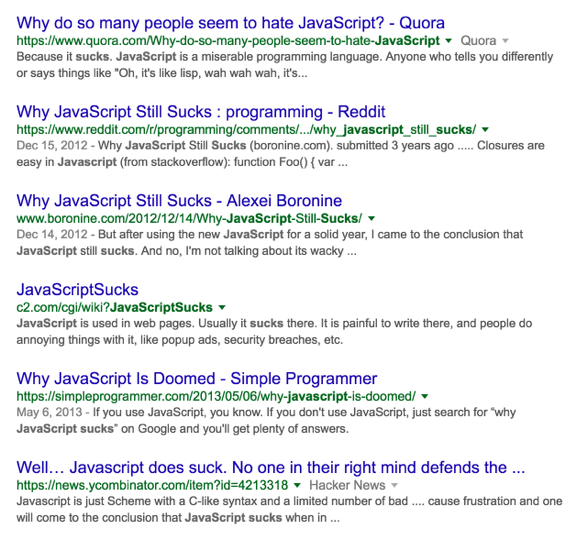 Why do so many people seem to hate JavaScript? - Quora
https://www.quora.com/Why-do-so-many-people-seem-to-hate-JavaScript Quora
Because it sucks. JavaScript is a miserable programming language. Anyone who tells you differently
or says things like "Oh, it's like lisp, wah wah wah, it's...
Why JavaScript Still Sucks : programming - Reddit
https://www.reddit.com/r/programming/comments/.../why_javascript_still_sucks/
Dec 15, 2012 - Why JavaScript Still Sucks (boronine.com). submitted 3 years ago ..... Closures are
easy in Javascript (from stackoverflow): function Foo() { var ...
Why JavaScript Still Sucks - Alexei Boronine
www.boronine.com/2012/12/14/Why-JavaScript-Still-Sucks/
Dec 14, 2012 - But after using the new JavaScript for a solid year, I came to the conclusion that
JavaScript still sucks. And no, I'm not talking about its wacky ...
JavaScriptSucks
c2.com/cgi/wiki?JavaScriptSucks
JavaScript is used in web pages. Usually it sucks there. It is painful to write there, and people do
annoying things with it, like popup ads, security breaches, etc.
Why JavaScript Is Doomed - Simple Programmer
https://simpleprogrammer.com/2013/05/06/why-javascript-is-doomed/
May 6, 2013 - If you use JavaScript, you know. If you don't use JavaScript, just search for “why
JavaScript sucks” on Google and you'll get plenty of answers.
Well… Javascript does suck. No one in their right mind defends the ...
https://news.ycombinator.com/item?id=4213318 Hacker News
Javascript is just Scheme with a C-like syntax and a limited number of bad .... cause frustration and one
will come to the conclusion that JavaScript sucks when in ...